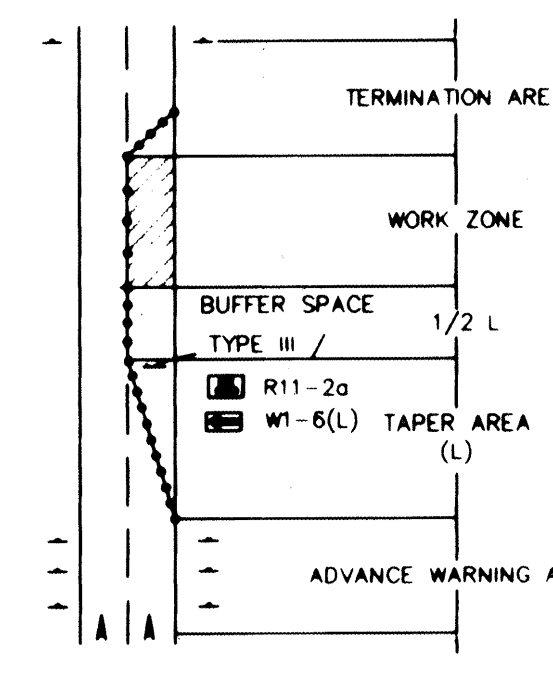 TERMINATION ARE
WORK ZONE
BUFFER SPACE
1/2 L
TYPE III
R11-2a
W1-6(L)
TAPER AREA
(L)
ADVANCE WARNING A